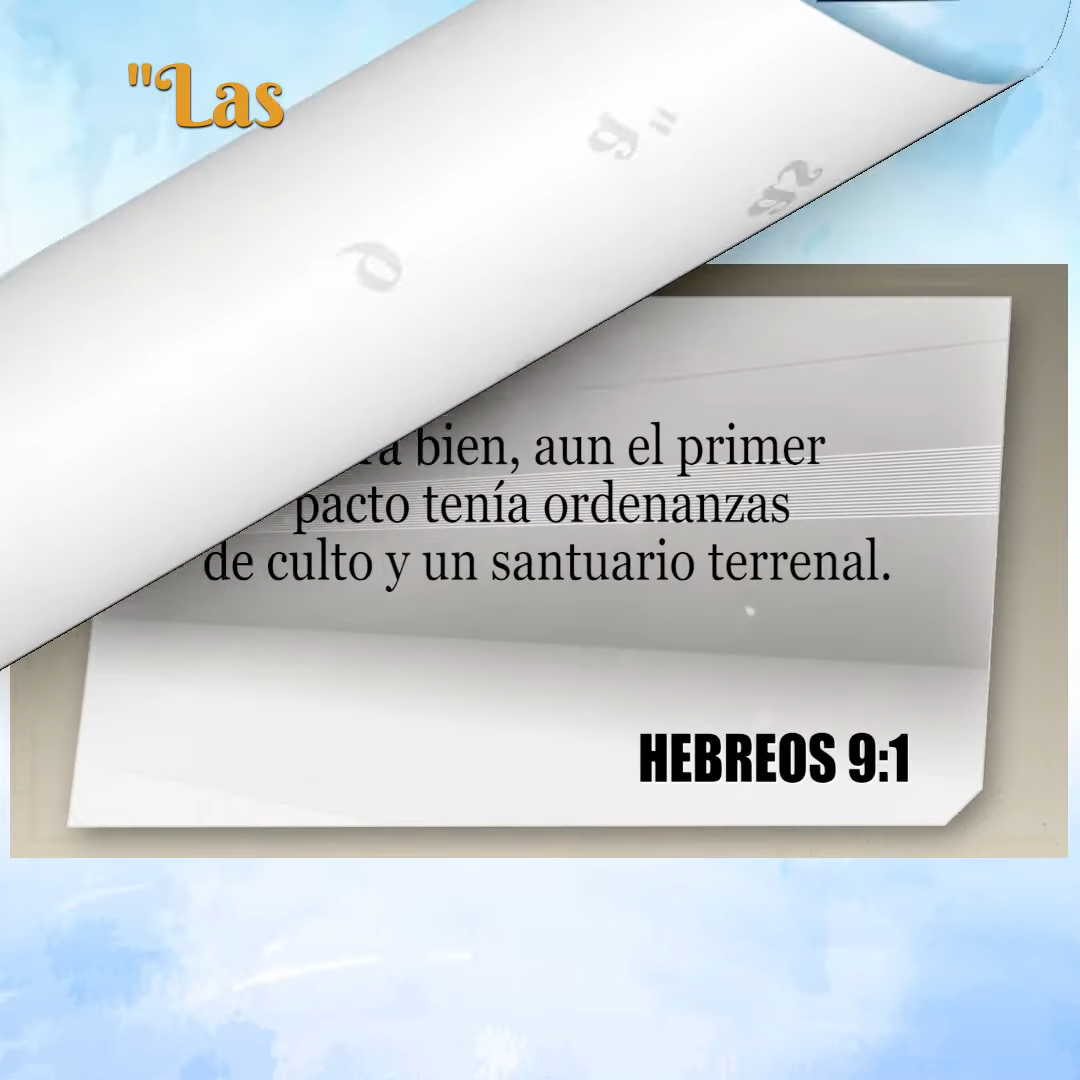 "Las
bien, aun el primer
pacto tenía ordenanzas
de culto y un santuario terrenal.
HEBREOS 9:1